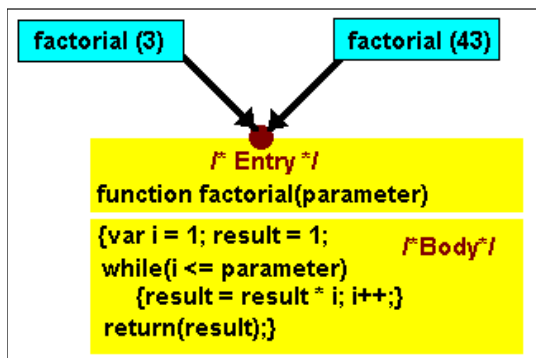 factorial (3)
factorial (43)
/* Entry */
function factorial(parameter)
{var i = 1; result = 1;
/*Body*/
while(i <= parameter)
{result = result * i; i++;}
return(result);}